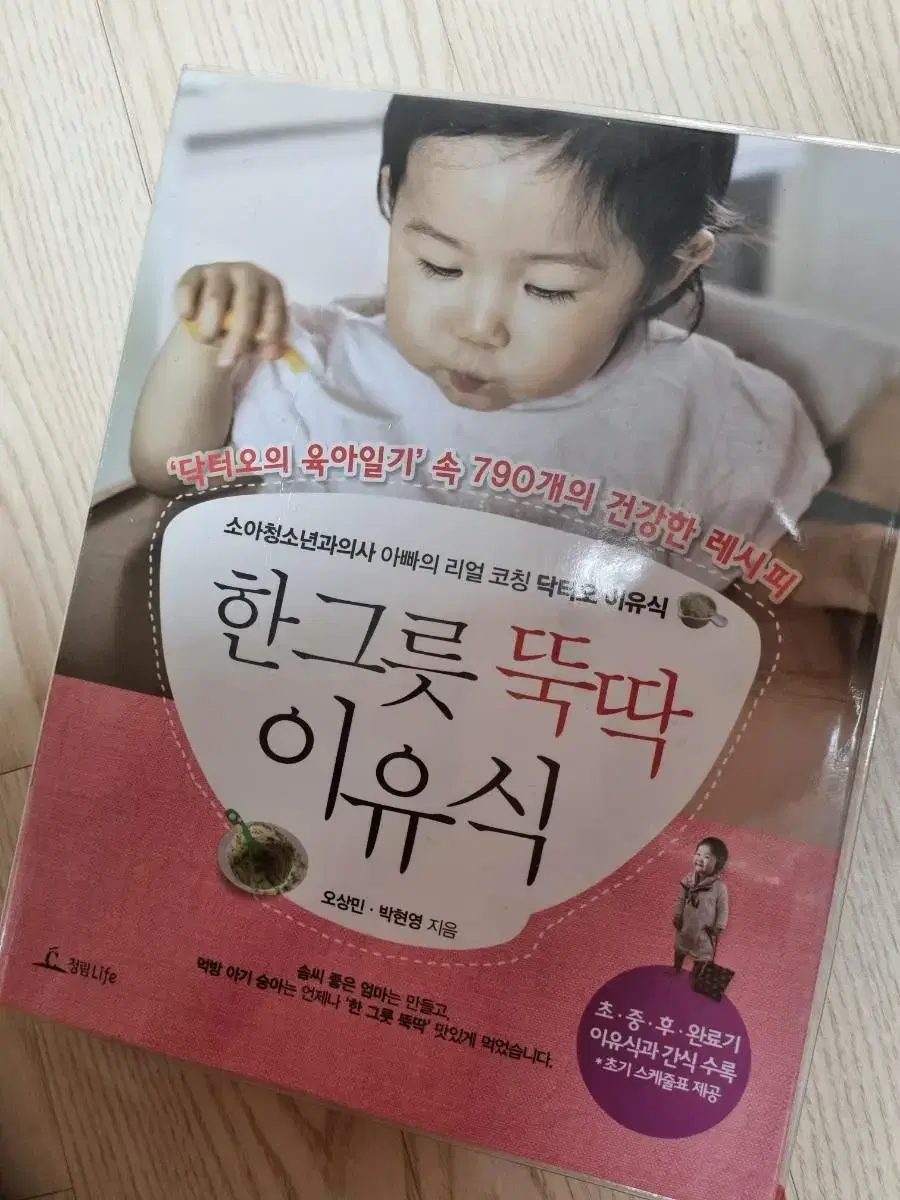 '닥터오의 육아일기' 속 790개의 건강한 레시피
소아청소년과의사 아빠의 리얼 코칭 닥터오 이유식
한그릇 뚝딱
이유식
오상민·박현영 지음
청림Life
솜씨 좋은 엄마는 만들고,
먹방 아기 숭아는 언제나 '한 그릇 뚝딱' 맛있게 먹었습니다.
초·중·후·완료기
이유식과 간식 수록
*초기 스케줄표 제공